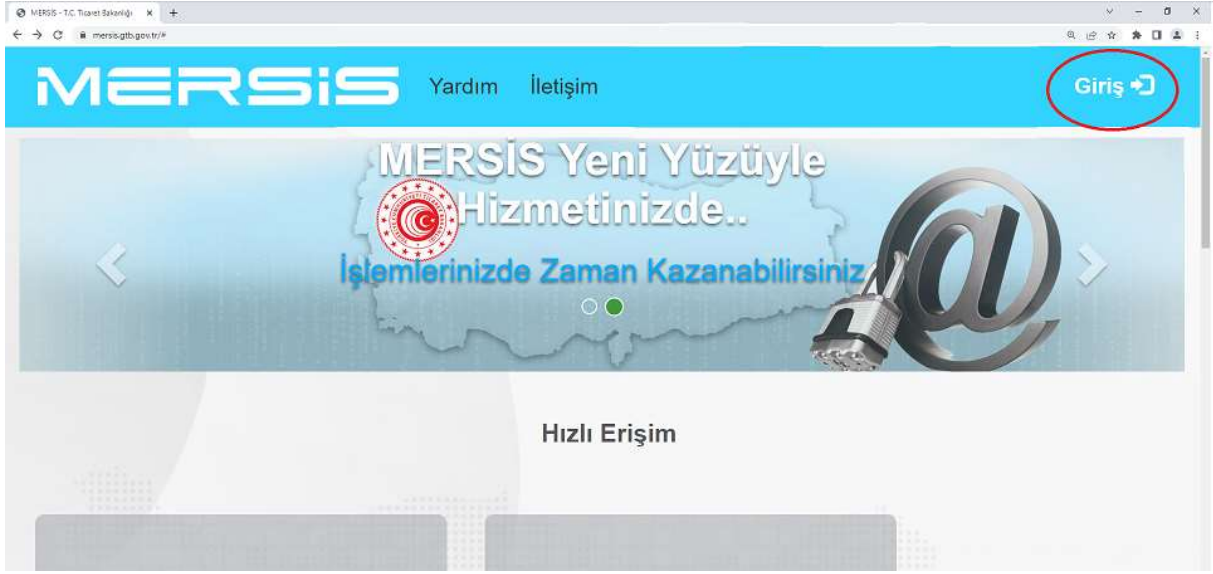 MERSİS - T.C. Ticaret Bakanlığı
mersis.gtb.gov.tr/#
MERSiS Yardım İletişim Giriş
MERSİS Yeni Yüzüyle
Hizmetinizde..
İşlemlerinizde Zaman Kazanabilirsiniz
Hızlı Erişim